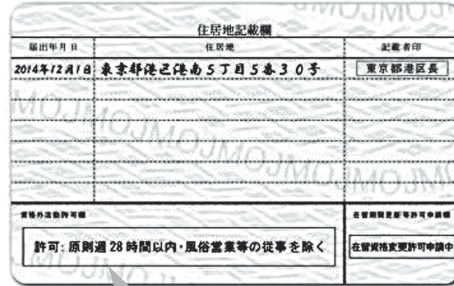 住居地記載欄
届出年月日 住居地 記載者印
2014年12月1日 東京都港区港南5丁目5番30号 東京都港区長
資格外活動許可欄 在留期間更新等許可申請欄
許可: 原則週28時間以内・風俗営業等の従事を除く 在留資格変更許可申請中
MOJMOJMOJMOJ